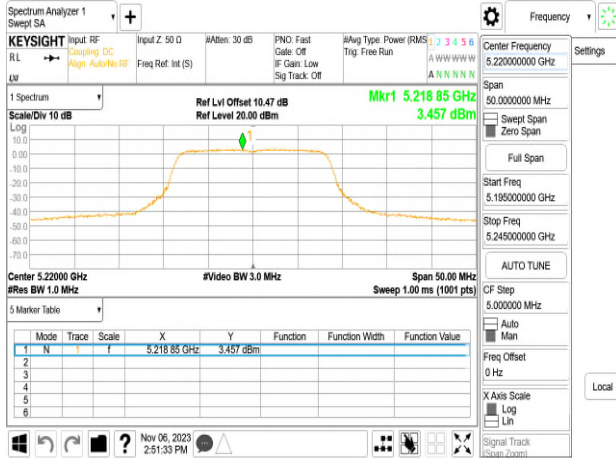 Spectrum Analyzer 1
Swept SA
+
Frequency
KEYSIGHT
Input: RF
Coupling: DC
Align: Auto/No RF
Input Z: 50 Ω
Freq Ref: Int (S)
#Atten: 30 dB
PNO: Fast
Gate: Off
IF Gain: Low
Sig Track: Off
#Avg Type: Power (RMS
Trig: Free Run
1 2 3 4 5 6
A W W W W W
A N N N N N
RL
Center Frequency
5.220000000 GHz
Settings
Span
50.0000000 MHz
Swept Span
Zero Span
Full Span
Start Freq
5.195000000 GHz
Stop Freq
5.245000000 GHz
AUTO TUNE
CF Step
5.000000 MHz
Auto
Man
Freq Offset
0 Hz
X Axis Scale
Log
Lin
Signal Track
(Span Zoom)
Local
1 Spectrum
Scale/Div 10 dB
Log
Ref Lvl Offset 10.47 dB
Ref Level 20.00 dBm
Mkr1 5.218 85 GHz
3.457 dBm
10.0
0.00
-10.0
-20.0
-30.0
-40.0
-50.0
-60.0
-70.0
1
Center 5.22000 GHz
#Res BW 1.0 MHz
#Video BW 3.0 MHz
Span 50.00 MHz
Sweep 1.00 ms (1001 pts)
5 Marker Table
Mode Trace Scale X Y Function Function Width Function Value
1 N 1 f 5.218 85 GHz 3.457 dBm
2
3
4
5
6
?
Nov 06, 2023
2:51:33 PM